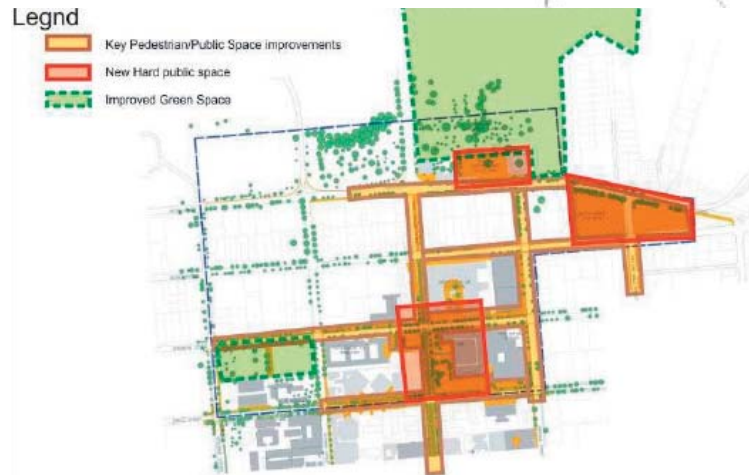 Legnd
Key Pedestrian/Public Space improvements
New Hard public space
Improved Green Space